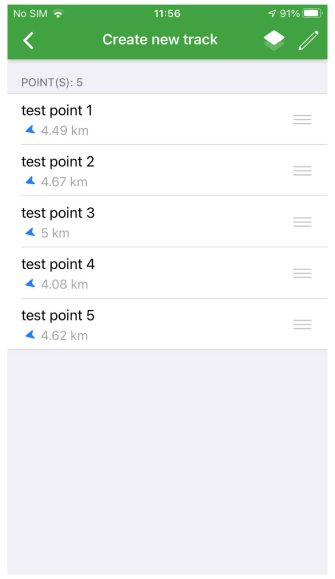 No SIM 11:56 91%
Create new track
POINT(S): 5
test point 1
4.49 km
test point 2
4.67 km
test point 3
5 km
test point 4
4.08 km
test point 5
4.62 km